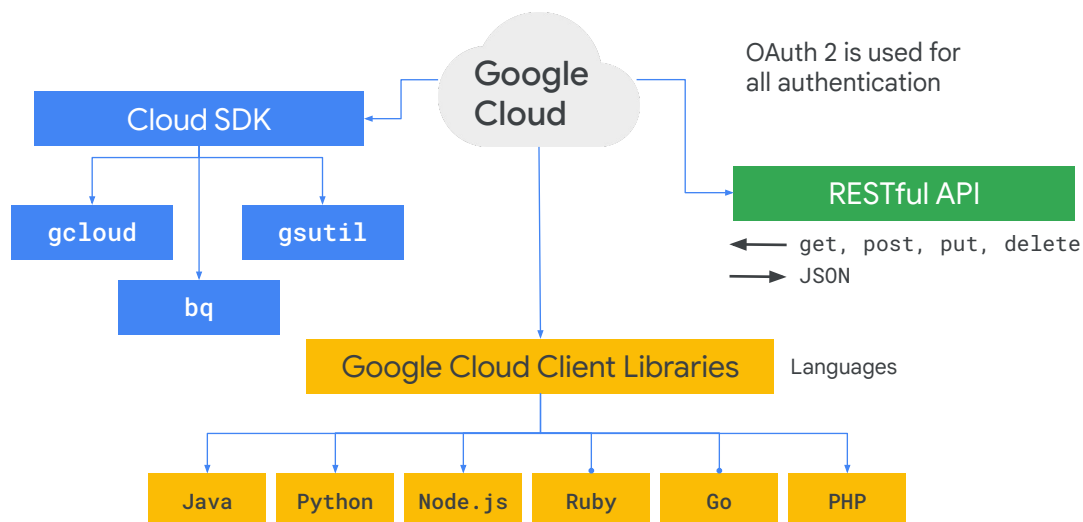 Google
Cloud
OAuth 2 is used for
all authentication
Cloud SDK
RESTful API
gcloud
gsutil
get, post, put, delete
JSON
bq
Google Cloud Client Libraries
Languages
Java
Python
Node.js
Ruby
Go
PHP